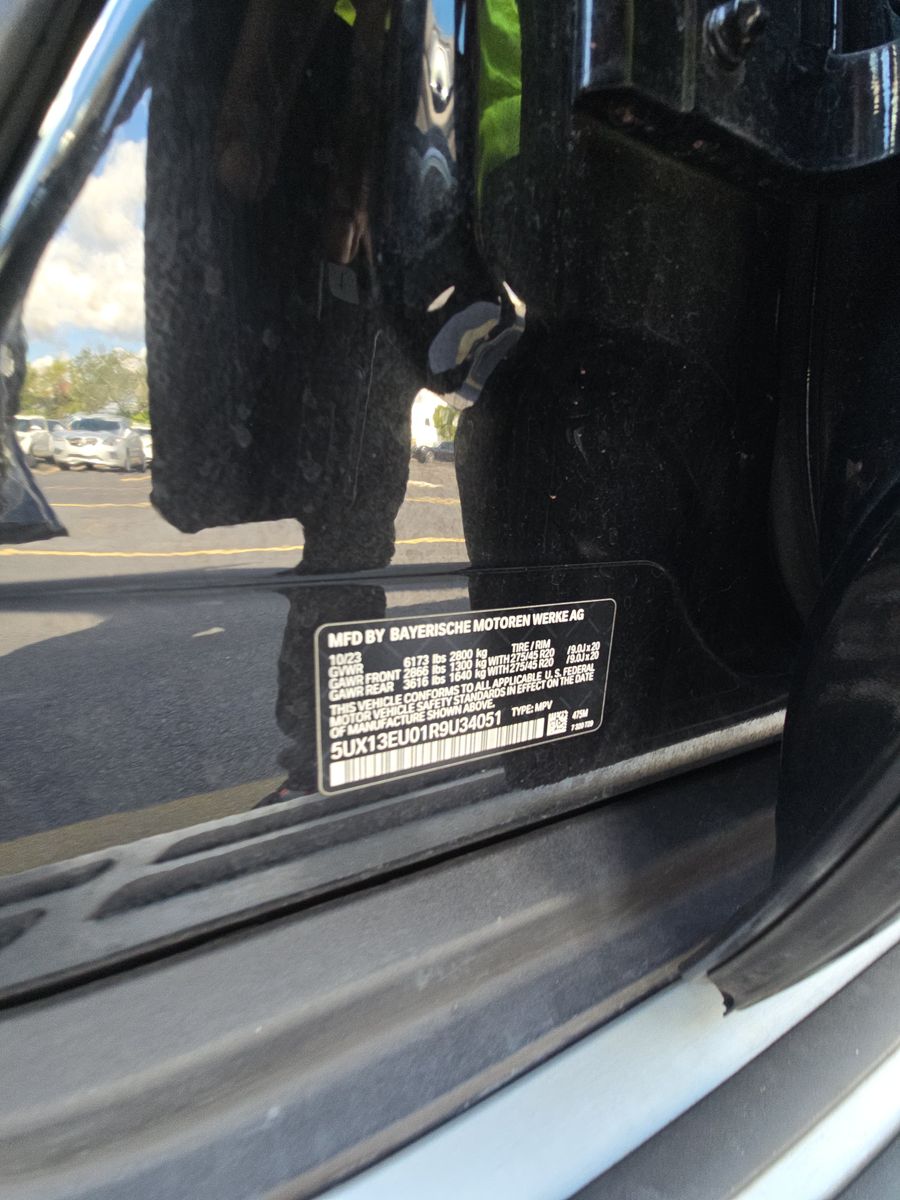 MFD BY BAYERISCHE MOTOREN WERKE AG
10/23 TIRE / RIM
GVWR 6173 lbs 2800 kg
GAWR FRONT 2866 lbs 1300 kg WITH 275/45 R20 /9.0J x 20
GAWR REAR 3616 lbs 1640 kg WITH 275/45 R20 /9.0J x 20
THIS VEHICLE CONFORMS TO ALL APPLICABLE U. S. FEDERAL
MOTOR VEHICLE SAFETY STANDARDS IN EFFECT ON THE DATE
OF MANUFACTURE SHOWN ABOVE.
5UX13EU01R9U34051 TYPE: MPV
475M